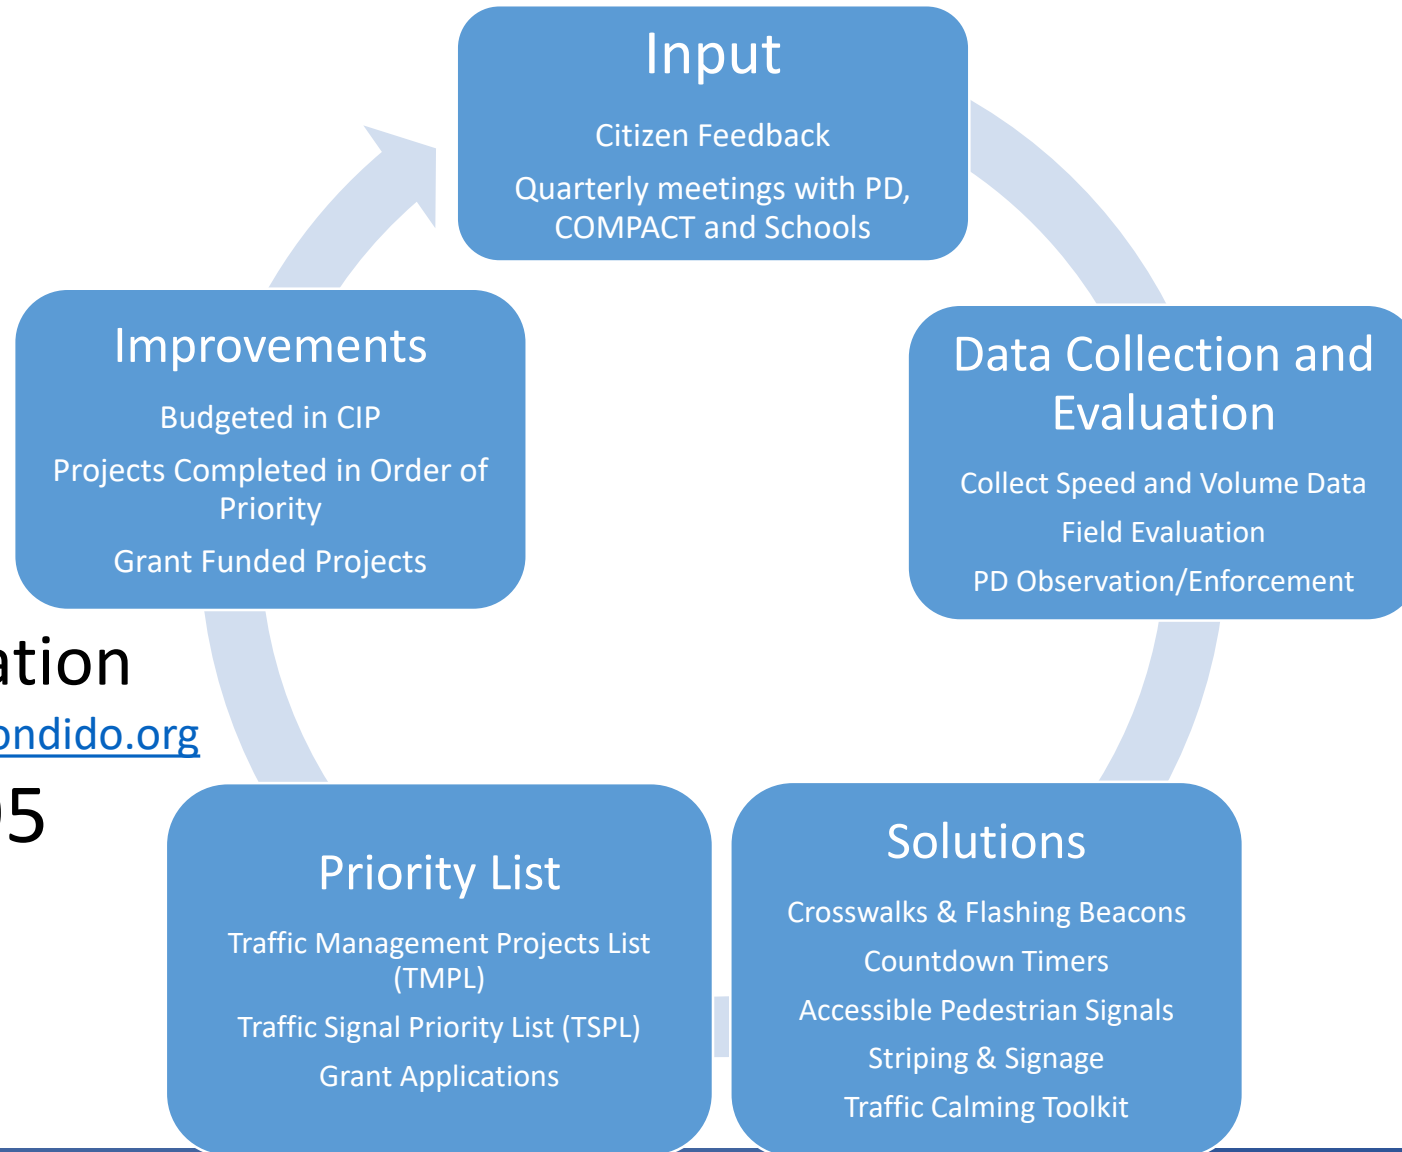 Input
Citizen Feedback
Quarterly meetings with PD,
COMPACT and Schools
Data Collection and
Evaluation
Collect Speed and Volume Data
Field Evaluation
PD Observation/Enforcement
Solutions
Crosswalks & Flashing Beacons
Countdown Timers
Accessible Pedestrian Signals
Striping & Signage
Traffic Calming Toolkit
Priority List
Traffic Management Projects List
(TMPL)
Traffic Signal Priority List (TSPL)
Grant Applications
Improvements
Budgeted in CIP
Projects Completed in Order of
Priority
Grant Funded Projects
ation
ondido.org
95